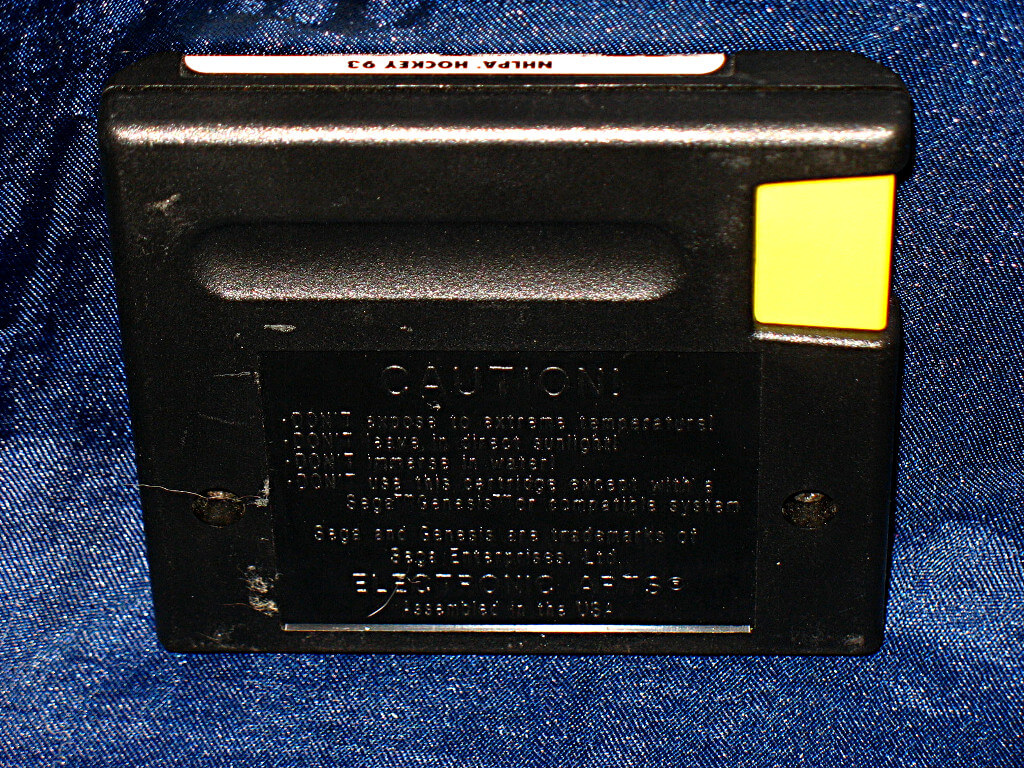 NHLPA® HOCKEY 93
CAUTION!
·DON'T expose to extreme temperature!
·DON'T leave in direct sunlight!
·DON'T immerse in water!
·DON'T use this cartridge except with a
Sega™ Genesis™ or compatible system
Sega and Genesis are trademarks of
Sega Enterprises, Ltd.
ELECTRONIC ARTS®
Assembled in the USA